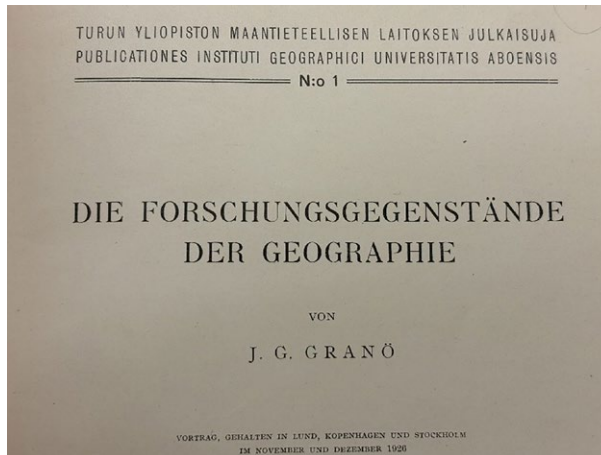 TURUN YLIOPISTON MAANTIETEELLISEN LAITOKSEN JULKAISUJA
PUBLICATIONES INSTITUTI GEOGRAPHICI UNIVERSITATIS ABOENSIS
N:o 1
DIE FORSCHUNGSGEGENSTÄNDE
DER GEOGRAPHIE
VON
J. G. GRANÖ
VORTRAG, GEHALTEN IN LUND, KOPENHAGEN UND STOCKHOLM
IM NOVEMBER UND DEZEMBER 1926